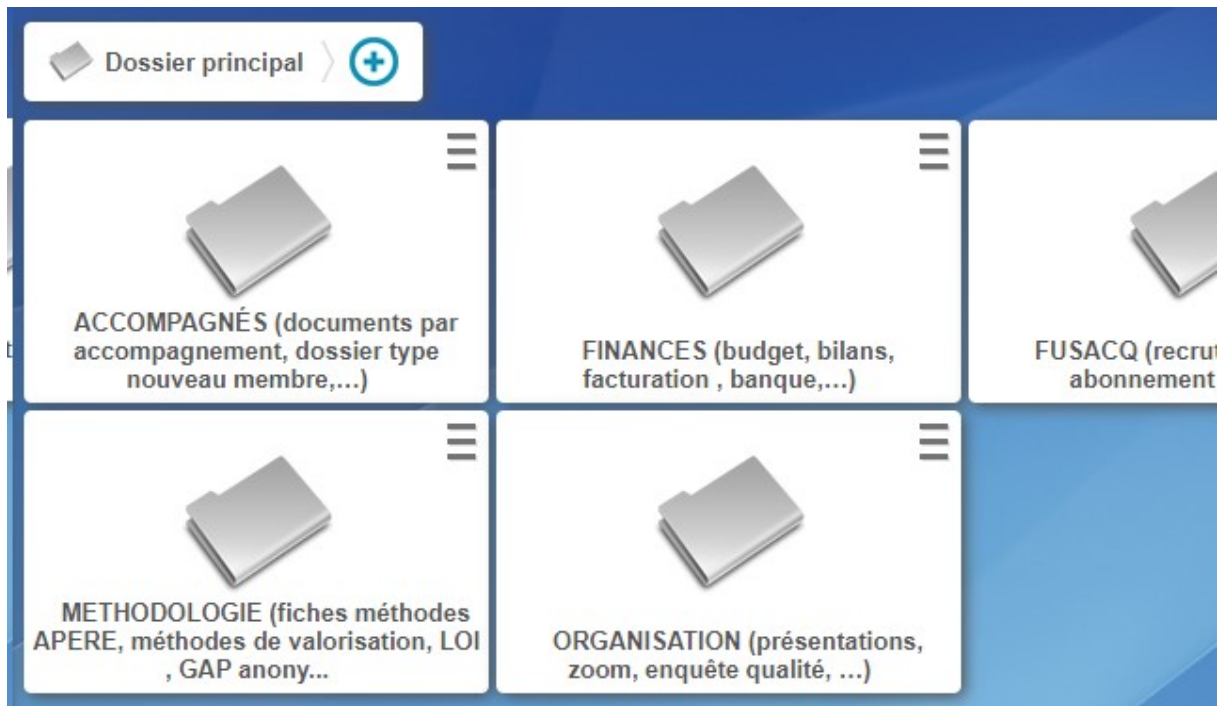 Dossier principal
ACCOMPAGNÉS (documents par
accompagnement, dossier type
nouveau membre,...)
FINANCES (budget, bilans,
facturation , banque,...)
FUSACQ
abonnement
METHODOLOGIE (fiches méthodes
APERE, méthodes de valorisation, LOI
, GAP anony...
ORGANISATION (présentations,
zoom, enquête qualité, ...)